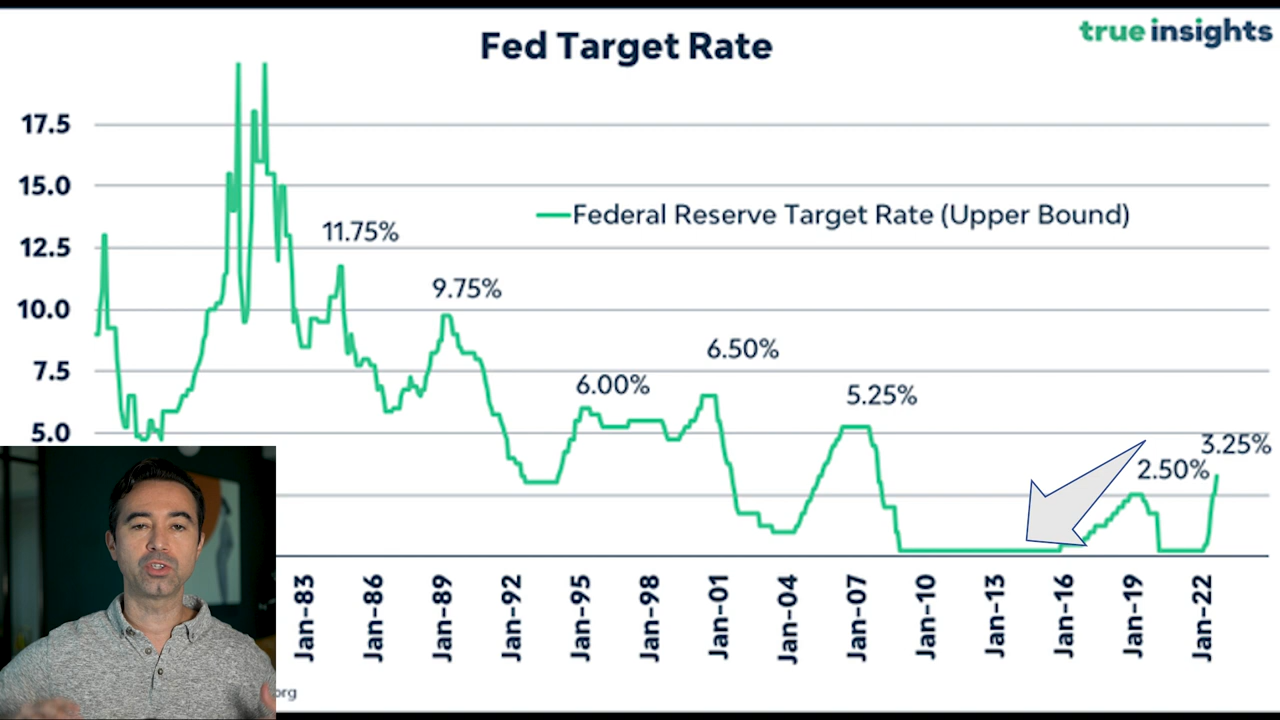 Fed Target Rate
true insights
17.5
15.0
12.5
10.0
7.5
5.0
Federal Reserve Target Rate (Upper Bound)
11.75%
9.75%
6.00%
6.50%
5.25%
2.50%
3.25%
Jan-83
Jan-86
Jan-89
Jan-92
Jan-95
Jan-98
Jan-01
Jan-04
Jan-07
Jan-10
Jan-13
Jan-16
Jan-19
Jan-22
org